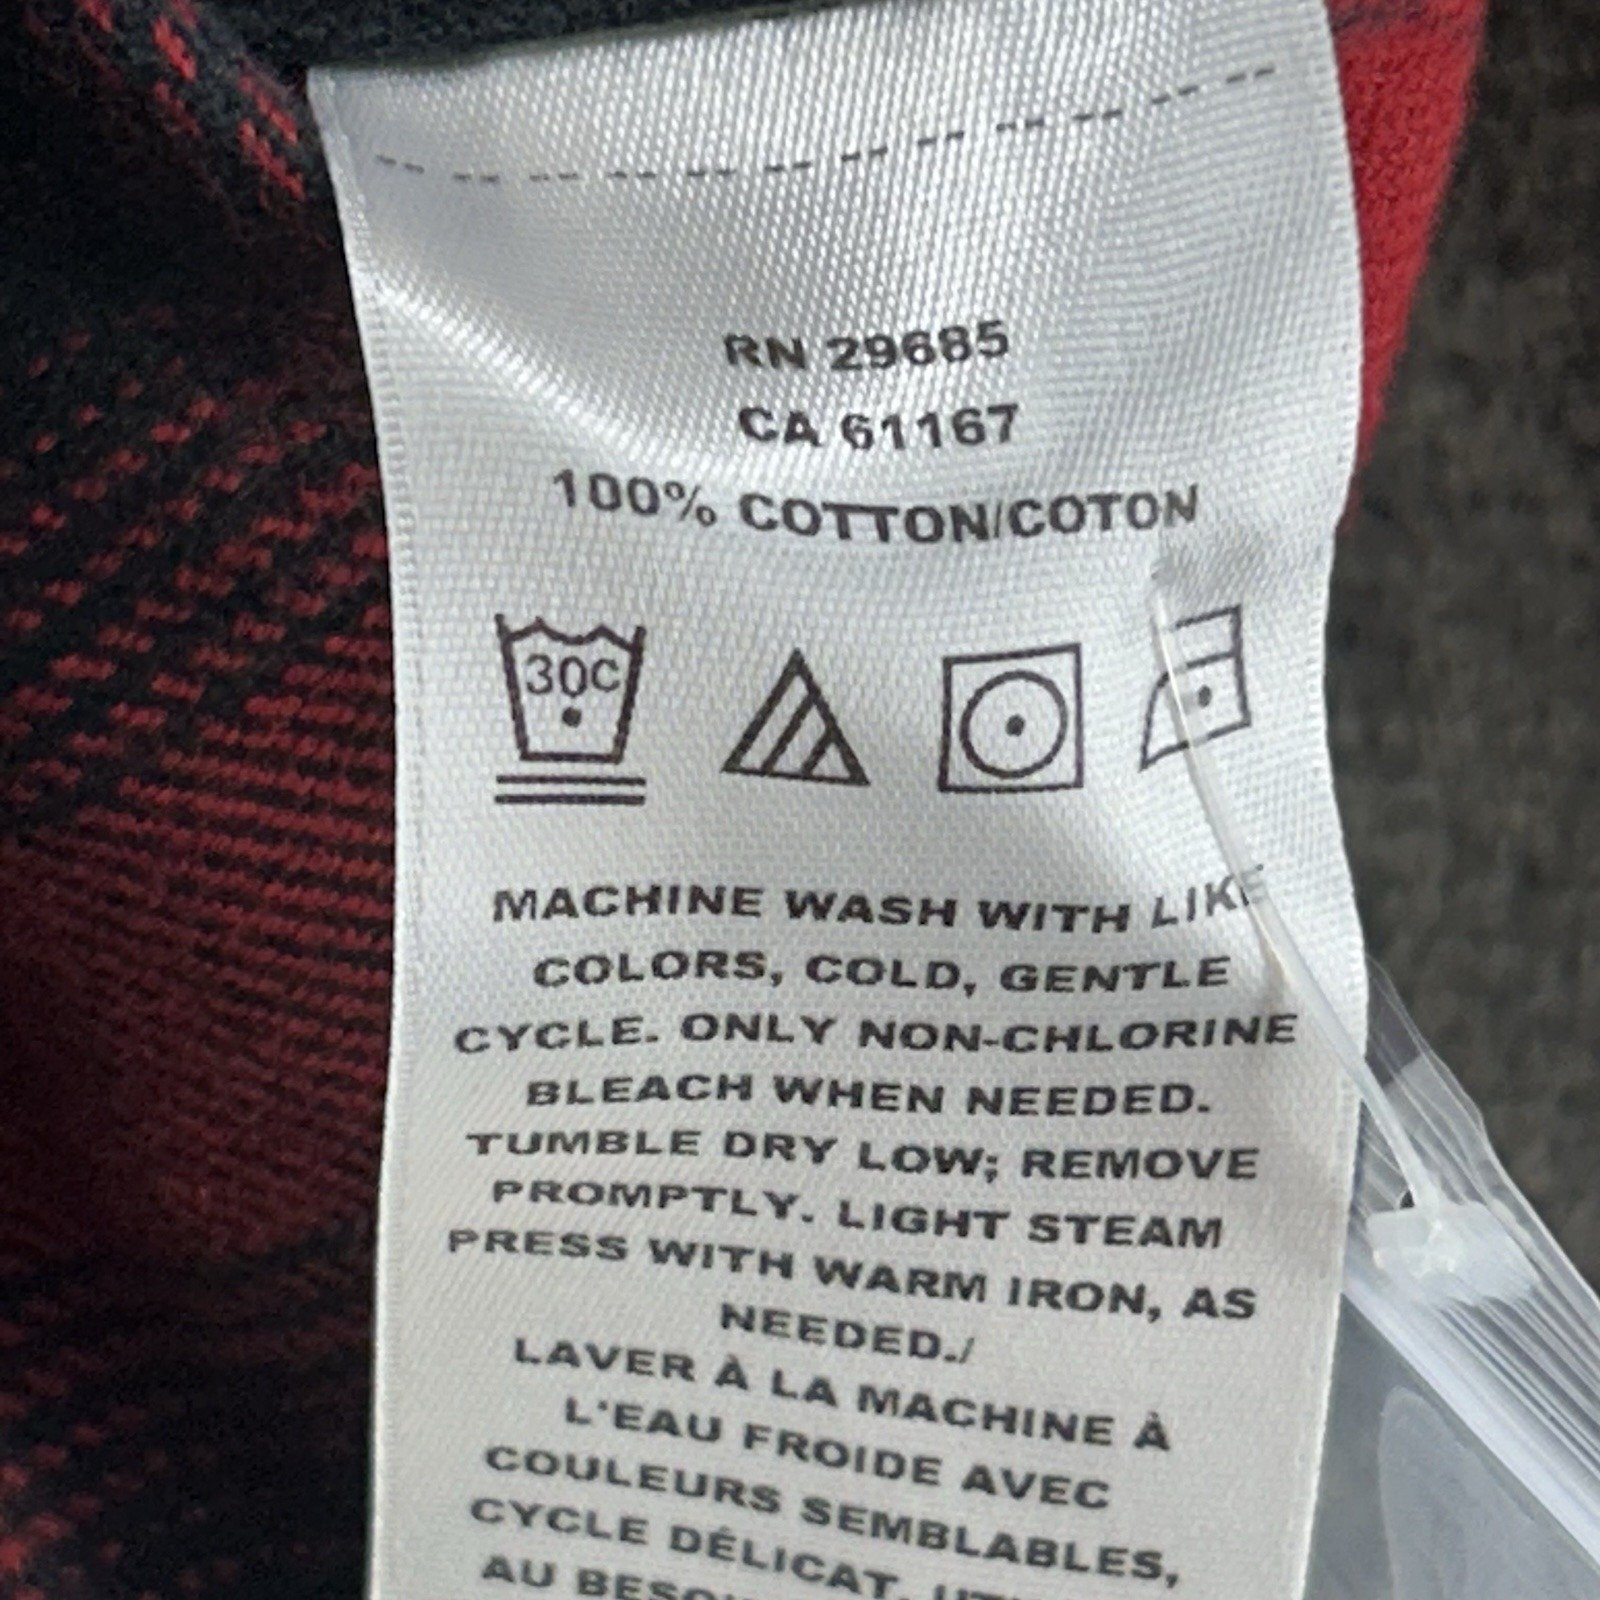 RN 29685
CA 61167
100% COTTON/COTON
30C
MACHINE WASH WITH LIKE
COLORS, COLD, GENTLE
CYCLE. ONLY NON-CHLORINE
BLEACH WHEN NEEDED.
TUMBLE DRY LOW; REMOVE
PROMPTLY. LIGHT STEAM
PRESS WITH WARM IRON, AS
NEEDED./
LAVER À LA MACHINE À
L'EAU FROIDE AVEC
COULEURS SEMBLABLES,
CYCLE DÉLICAT.
AU